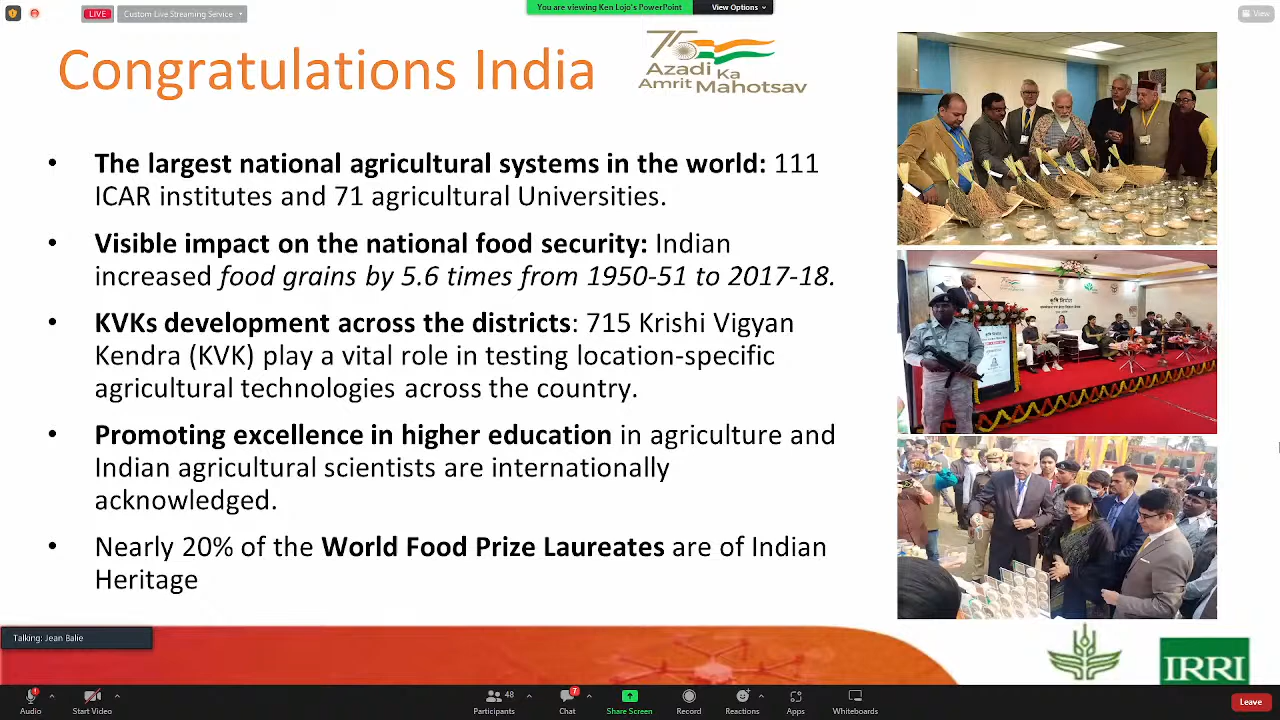 LIVE
Custom Live Streaming Service
You are viewing Ken Lojo's PowerPoint
View Options
View
Congratulations India
75
Azadi Ka
Amrit Mahotsav
• The largest national agricultural systems in the world: 111
ICAR institutes and 71 agricultural Universities.
• Visible impact on the national food security: Indian
increased food grains by 5.6 times from 1950-51 to 2017-18.
• KVKs development across the districts: 715 Krishi Vigyan
Kendra (KVK) play a vital role in testing location-specific
agricultural technologies across the country.
• Promoting excellence in higher education in agriculture and
Indian agricultural scientists are internationally
acknowledged.
• Nearly 20% of the World Food Prize Laureates are of Indian
Heritage
Talking: Jean Balie
IRRI
Audio
Start Video
Participants
48
Chat
7
Share Screen
Record
Reactions
Apps
Whiteboards
Leave